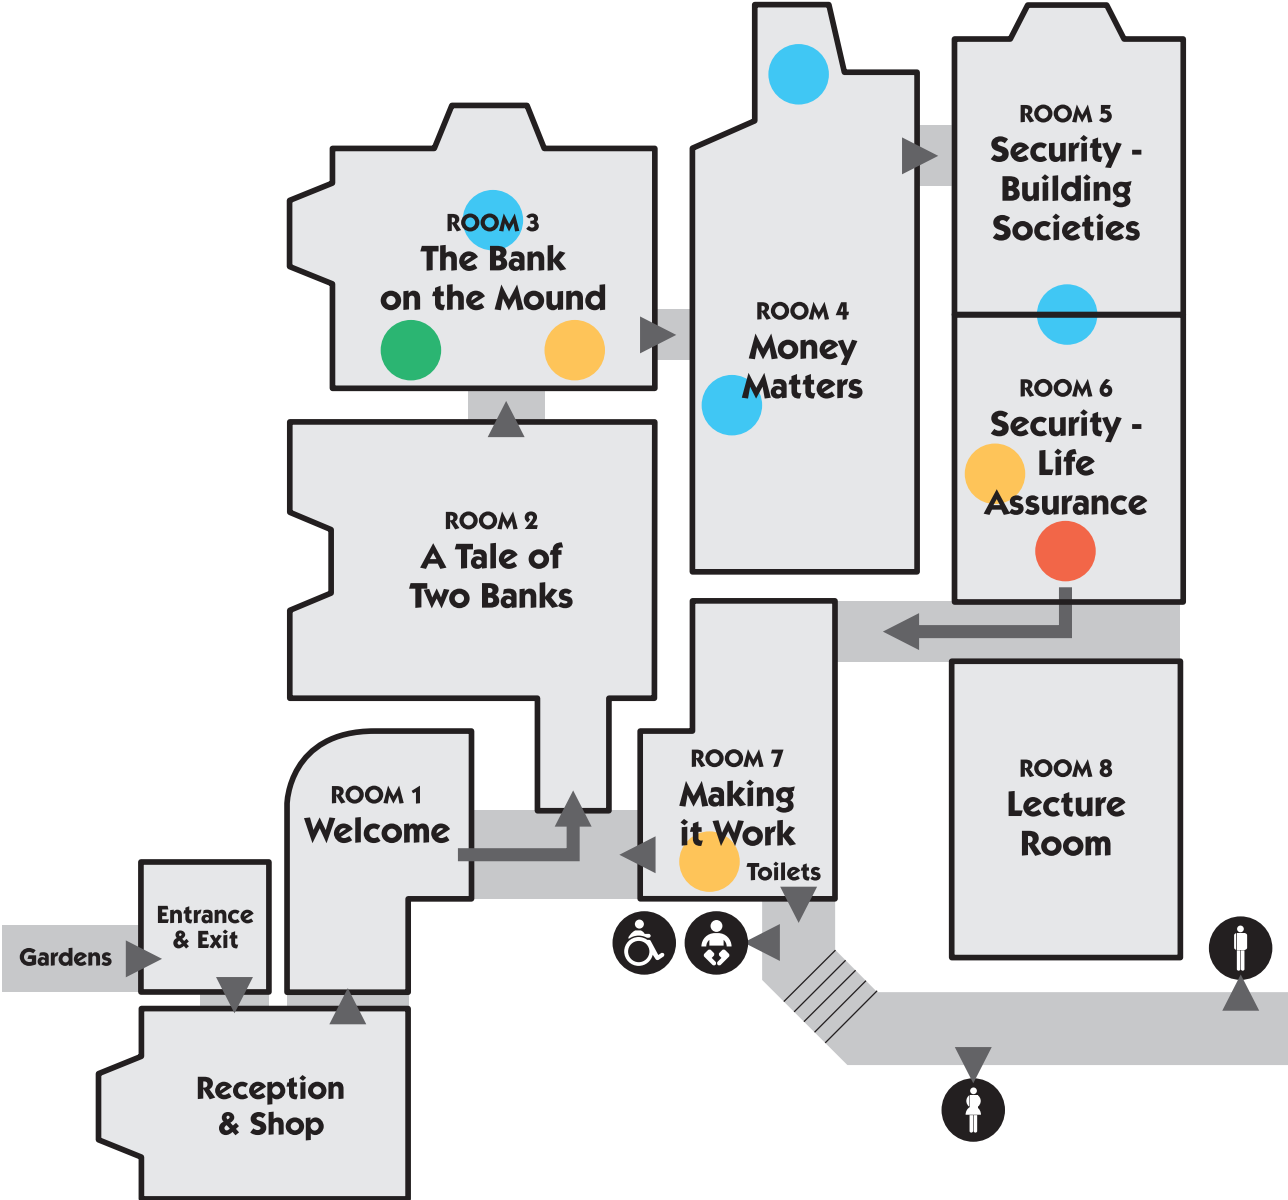 ROOM 5
Security -
Building
Societies
ROOM 3
The Bank
on the Mound
ROOM 4
Money
Matters
ROOM 6
Security -
Life
Assurance
ROOM 2
A Tale of
Two Banks
ROOM 7
Making
it Work
Toilets
ROOM 8
Lecture
Room
ROOM 1
Welcome
Entrance
& Exit
Gardens
Reception
& Shop